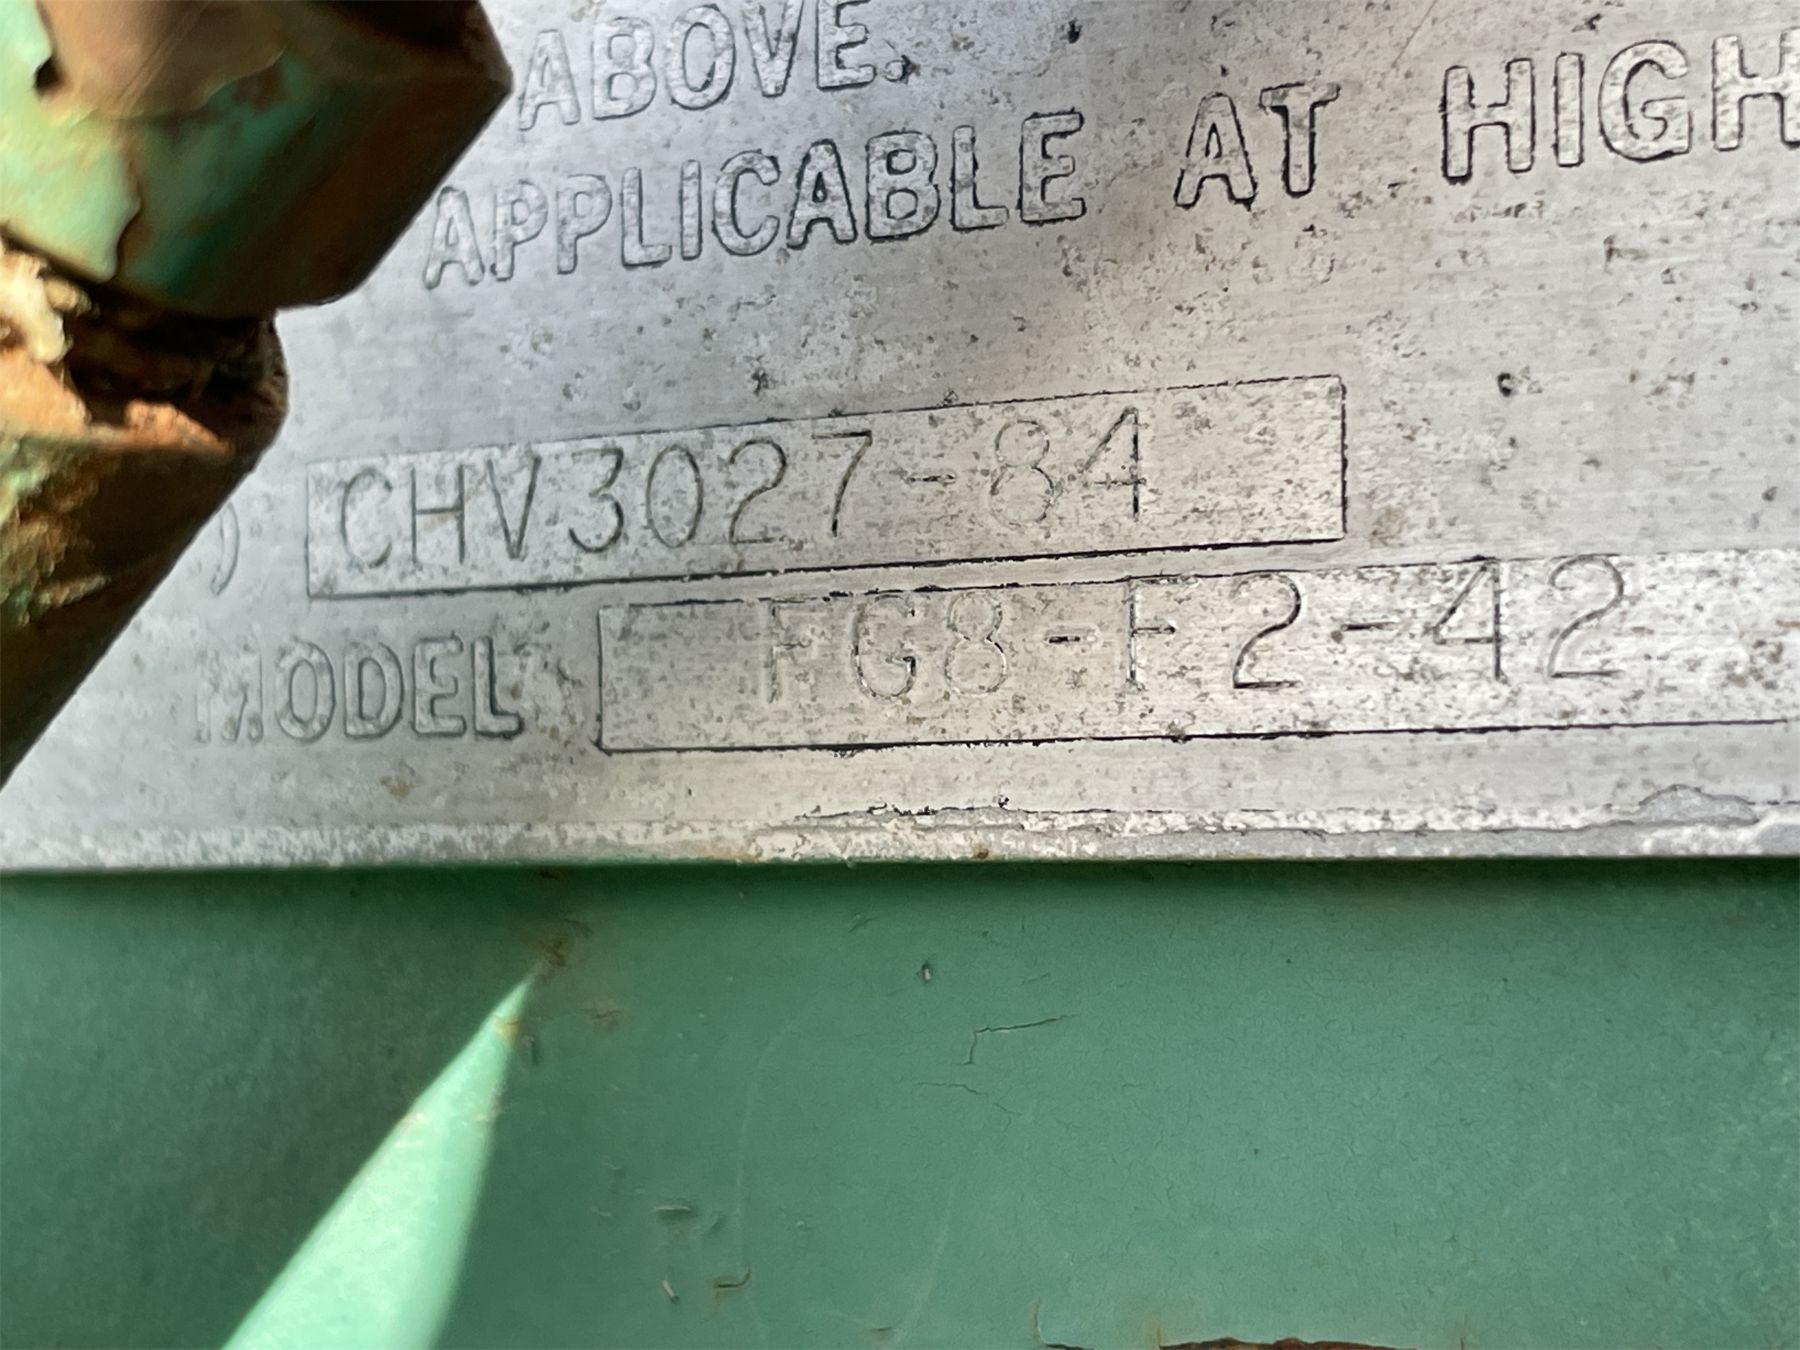 ABOVE.
APPLICABLE AT HIGH
) CHV3027-84
MODEL FG8-F2-42